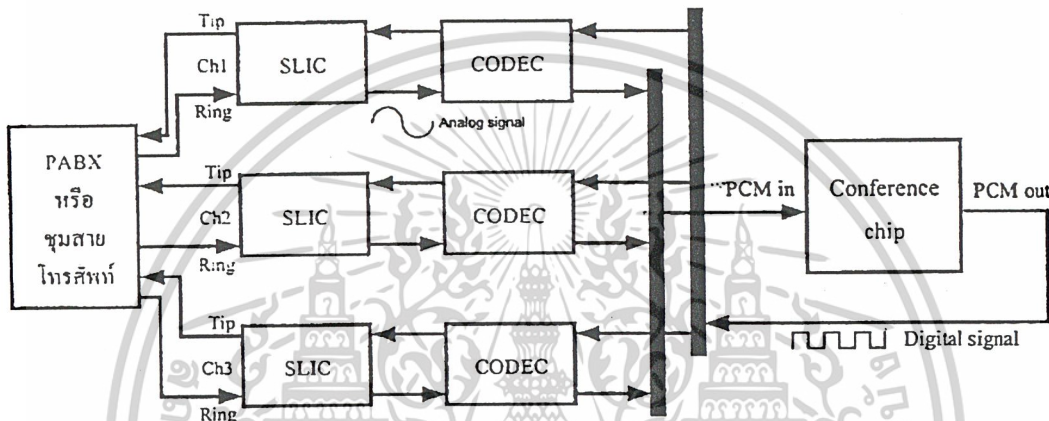 Tip
Ch1
Ring
SLIC
CODEC
Analog signal
PABX
หรือ
ชุมสาย
โทรศัพท์
Tip
Ch2
Ring
SLIC
CODEC
PCM in
Conference
chip
PCM out
Tip
Ch3
Ring
SLIC
CODEC
Digital signal